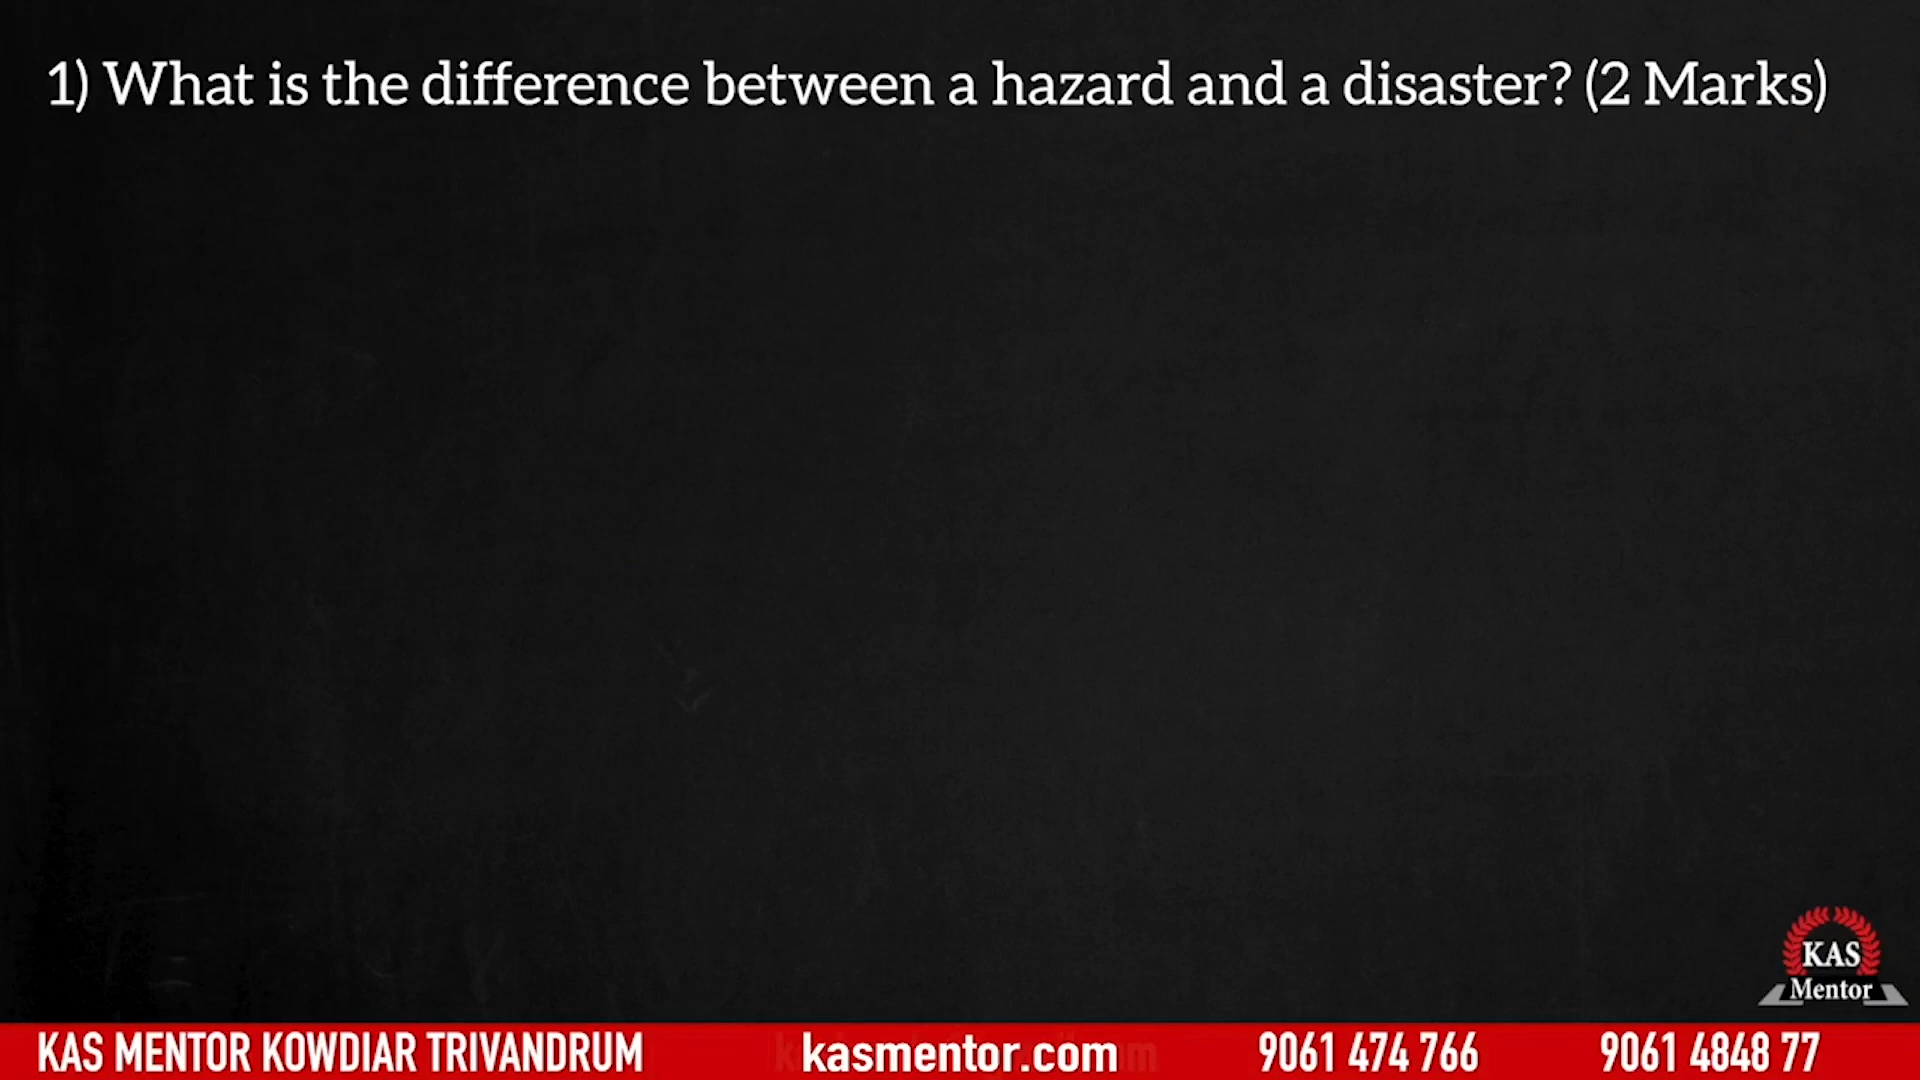 1) What is the difference between a hazard and a disaster? (2 Marks)
KAS
Mentor
KAS MENTOR KOWDIAR TRIVANDRUM kasmentor.com 9061 474 766 9061 4848 77